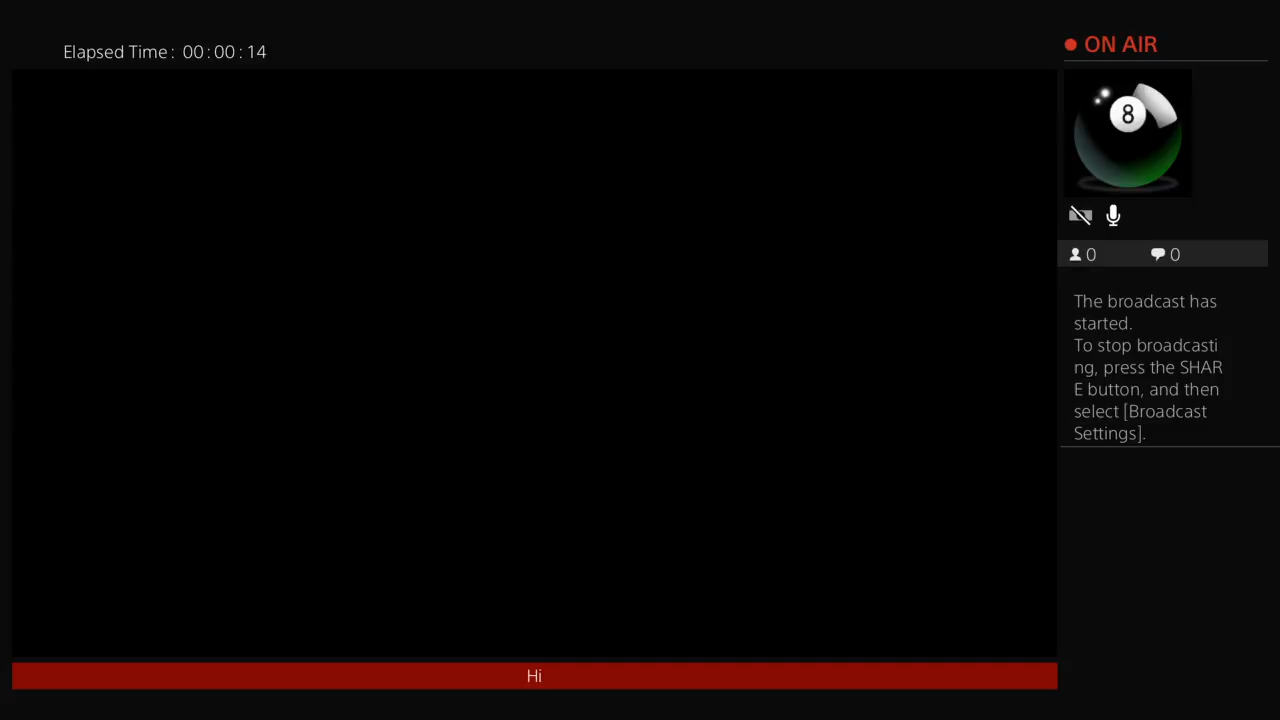 Elapsed Time: 00:00:14
ON AIR
8
0 0
The broadcast has
started.
To stop broadcasti
ng, press the SHAR
E button, and then
select [Broadcast
Settings].
Hi